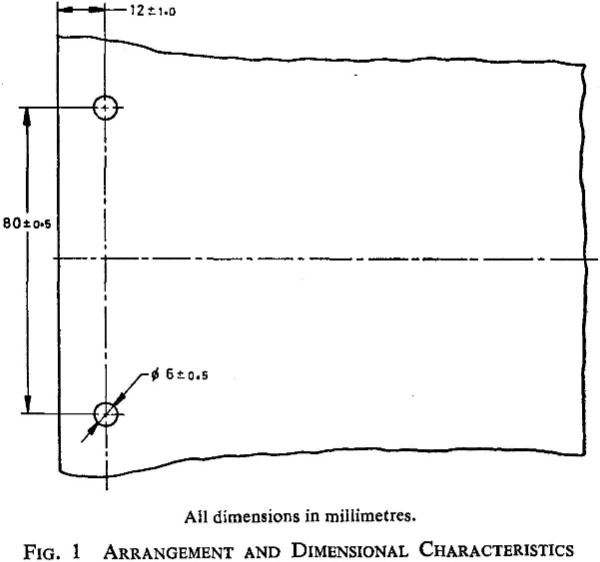 12±1.0
80±0.5
ϕ 6±0.5
All dimensions in millimetres.
FIG. 1 ARRANGEMENT AND DIMENSIONAL CHARACTERISTICS